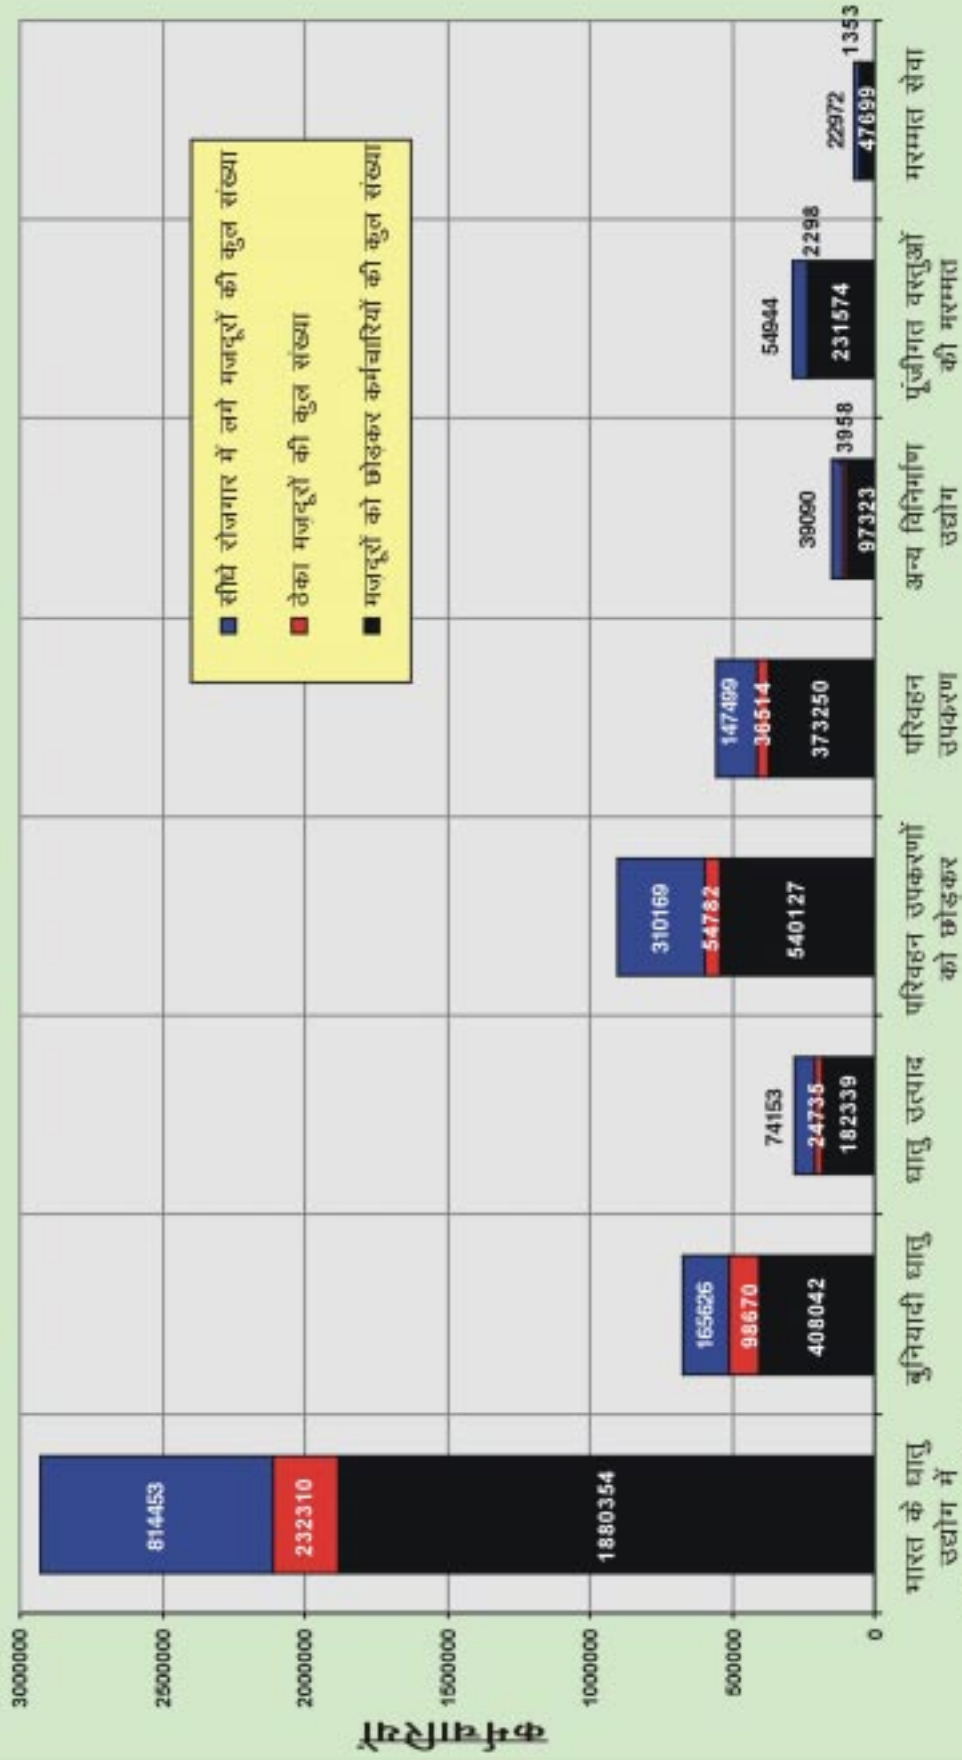 कर्मचारियों
3000000
2500000
2000000
1500000
1000000
500000
0
सीधे रोजगार में लगे मजदूरों की कुल संख्या
ठेका मज़दूरों की कुल संख्या
मज़दूरों को छोड़कर कर्मचारियों की कुल संख्या
814453
232310
1880354
165626
98670
408042
74153
24735
182339
310169
54782
540127
147499
36514
373250
39090
3958
97323
54944
2298
231574
22972
1353
47699
भारत के धातु
उद्योग में
बुनियादी धातु
धातु उत्पाद
परिवहन उपकरणों
को छोड़कर
परिवहन
उपकरण
अन्य विनिर्माण
उद्योग
पूंजीगत वस्तुओं
की मरम्मत
मरम्मत सेवा